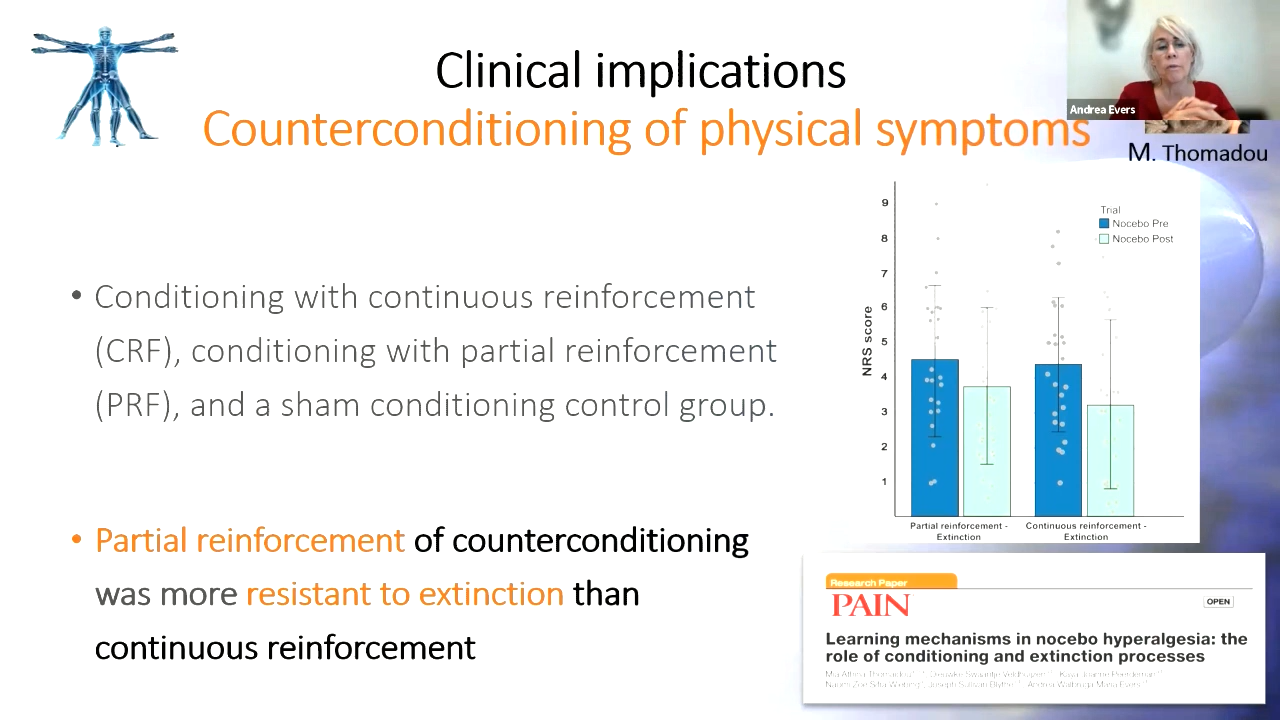 Clinical implications
Counterconditioning of physical symptoms
Andrea Evers
M. Thomadou
• Conditioning with continuous reinforcement
(CRF), conditioning with partial reinforcement
(PRF), and a sham conditioning control group.
• Partial reinforcement of counterconditioning
was more resistant to extinction than
continuous reinforcement
Trial
Nocebo Pre
Nocebo Post
NRS score
9
8
7
6
5
4
3
2
1
Partial reinforcement -
Extinction
Continuous reinforcement -
Extinction
Research Paper
PAIN
OPEN
Learning mechanisms in nocebo hyperalgesia: the
role of conditioning and extinction processes